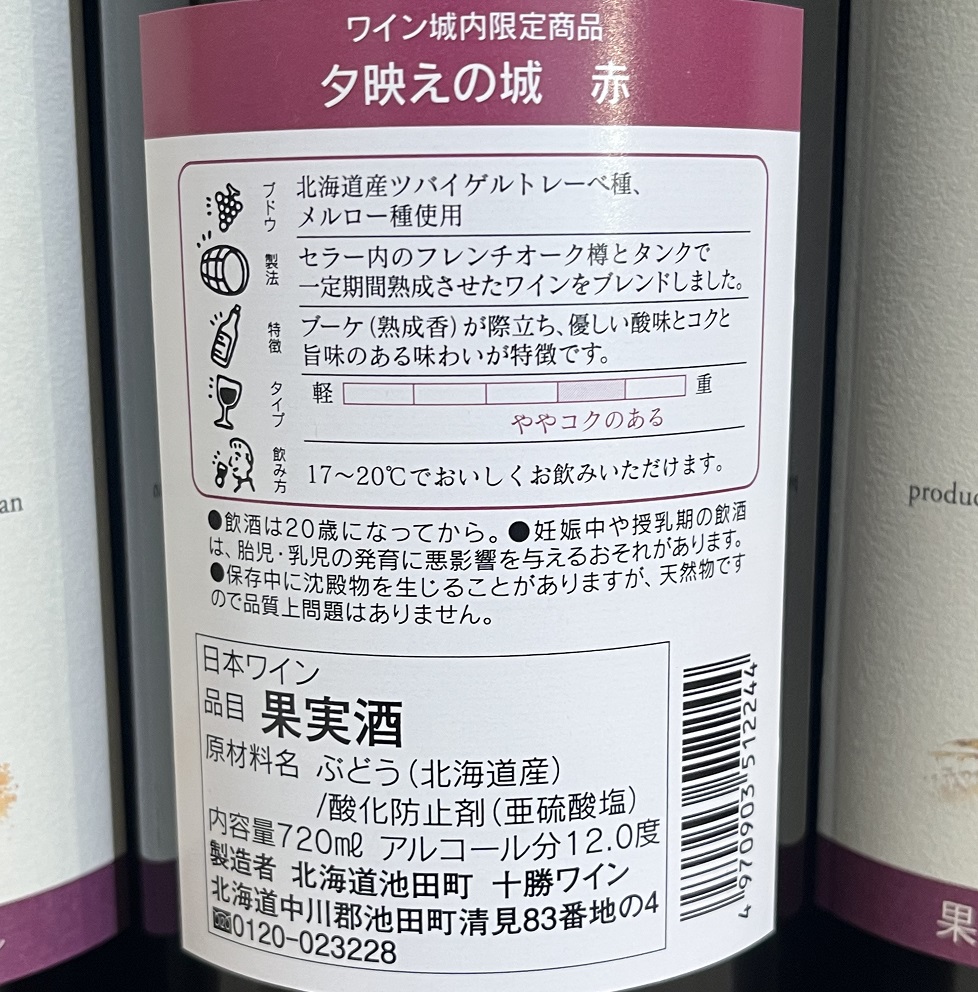 ワイン城内限定商品
夕映えの城 赤
ブドウ
北海道産ツバイゲルトレーベ種、
メルロー種使用
製法
セラー内のフレンチオーク樽とタンクで
一定期間熟成させたワインをブレンドしました。
特徴
ブーケ(熟成香)が際立ち、優しい酸味とコクと
旨味のある味わいが特徴です。
タイプ
軽 重
ややコクのある
飲み方
17〜20℃でおいしくお飲みいただけます。
●飲酒は20歳になってから。●妊娠中や授乳期の飲酒
は、胎児・乳児の発育に悪影響を与えるおそれがあります。
●保存中に沈殿物を生じることがありますが、天然物です
ので品質上問題はありません。
日本ワイン
品目 果実酒
原材料名 ぶどう(北海道産)
/酸化防止剤(亜硫酸塩)
内容量720㎖ アルコール分12.0度
製造者 北海道池田町 十勝ワイン
北海道中川郡池田町清見83番地の4
0120-023228
4970903512244
an
produc
果